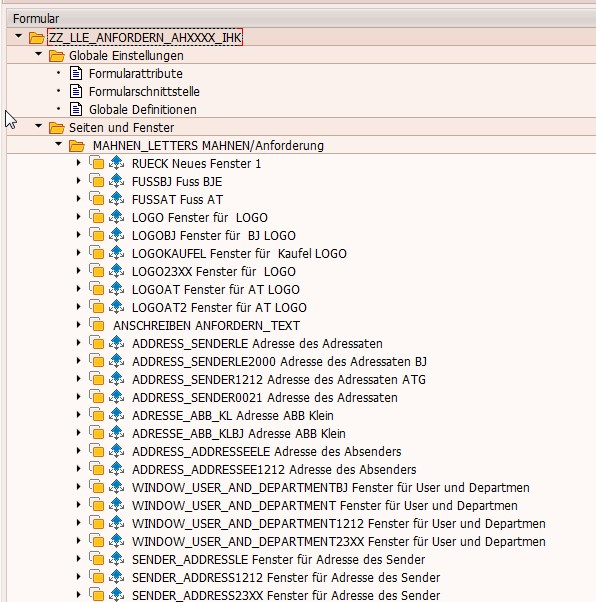 Formular
ZZ_LLE_ANFORDERN_AHXXXX_IHK
Globale Einstellungen
Formularattribute
Formularschnittstelle
Globale Definitionen
Seiten und Fenster
MAHNEN_LETTERS MAHNEN/Anforderung
RUECK Neues Fenster 1
FUSSBJ Fuss BJE
FUSSAT Fuss AT
LOGO Fenster für  LOGO
LOGOBJ Fenster für  BJ LOGO
LOGOKAUFEL Fenster für  Kaufel LOGO
LOGO23XX Fenster für  LOGO
LOGOAT Fenster für AT LOGO
LOGOAT2 Fenster für AT LOGO
ANSCHREIBEN ANFORDERN_TEXT
ADDRESS_SENDERLE Adresse des Adressaten
ADDRESS_SENDERLE2000 Adresse des Adressaten BJ
ADDRESS_SENDER1212 Adresse des Adressaten ATG
ADDRESS_SENDER0021 Adresse des Adressaten
ADRESSE_ABB_KL Adresse ABB Klein
ADRESSE_ABB_KLBJ Adresse ABB Klein
ADDRESS_ADDRESSEELE Adresse des Absenders
ADDRESS_ADDRESSEE1212 Adresse des Absenders
WINDOW_USER_AND_DEPARTMENTBJ Fenster für User und Departmen
WINDOW_USER_AND_DEPARTMENT Fenster für User und Departmen
WINDOW_USER_AND_DEPARTMENT1212 Fenster für User und Departmen
WINDOW_USER_AND_DEPARTMENT23XX Fenster für User und Departmen
SENDER_ADDRESSLE Fenster für Adresse des Sender
SENDER_ADDRESS1212 Fenster für Adresse des Sender
SENDER_ADDRESS23XX Fenster für Adresse des Sender